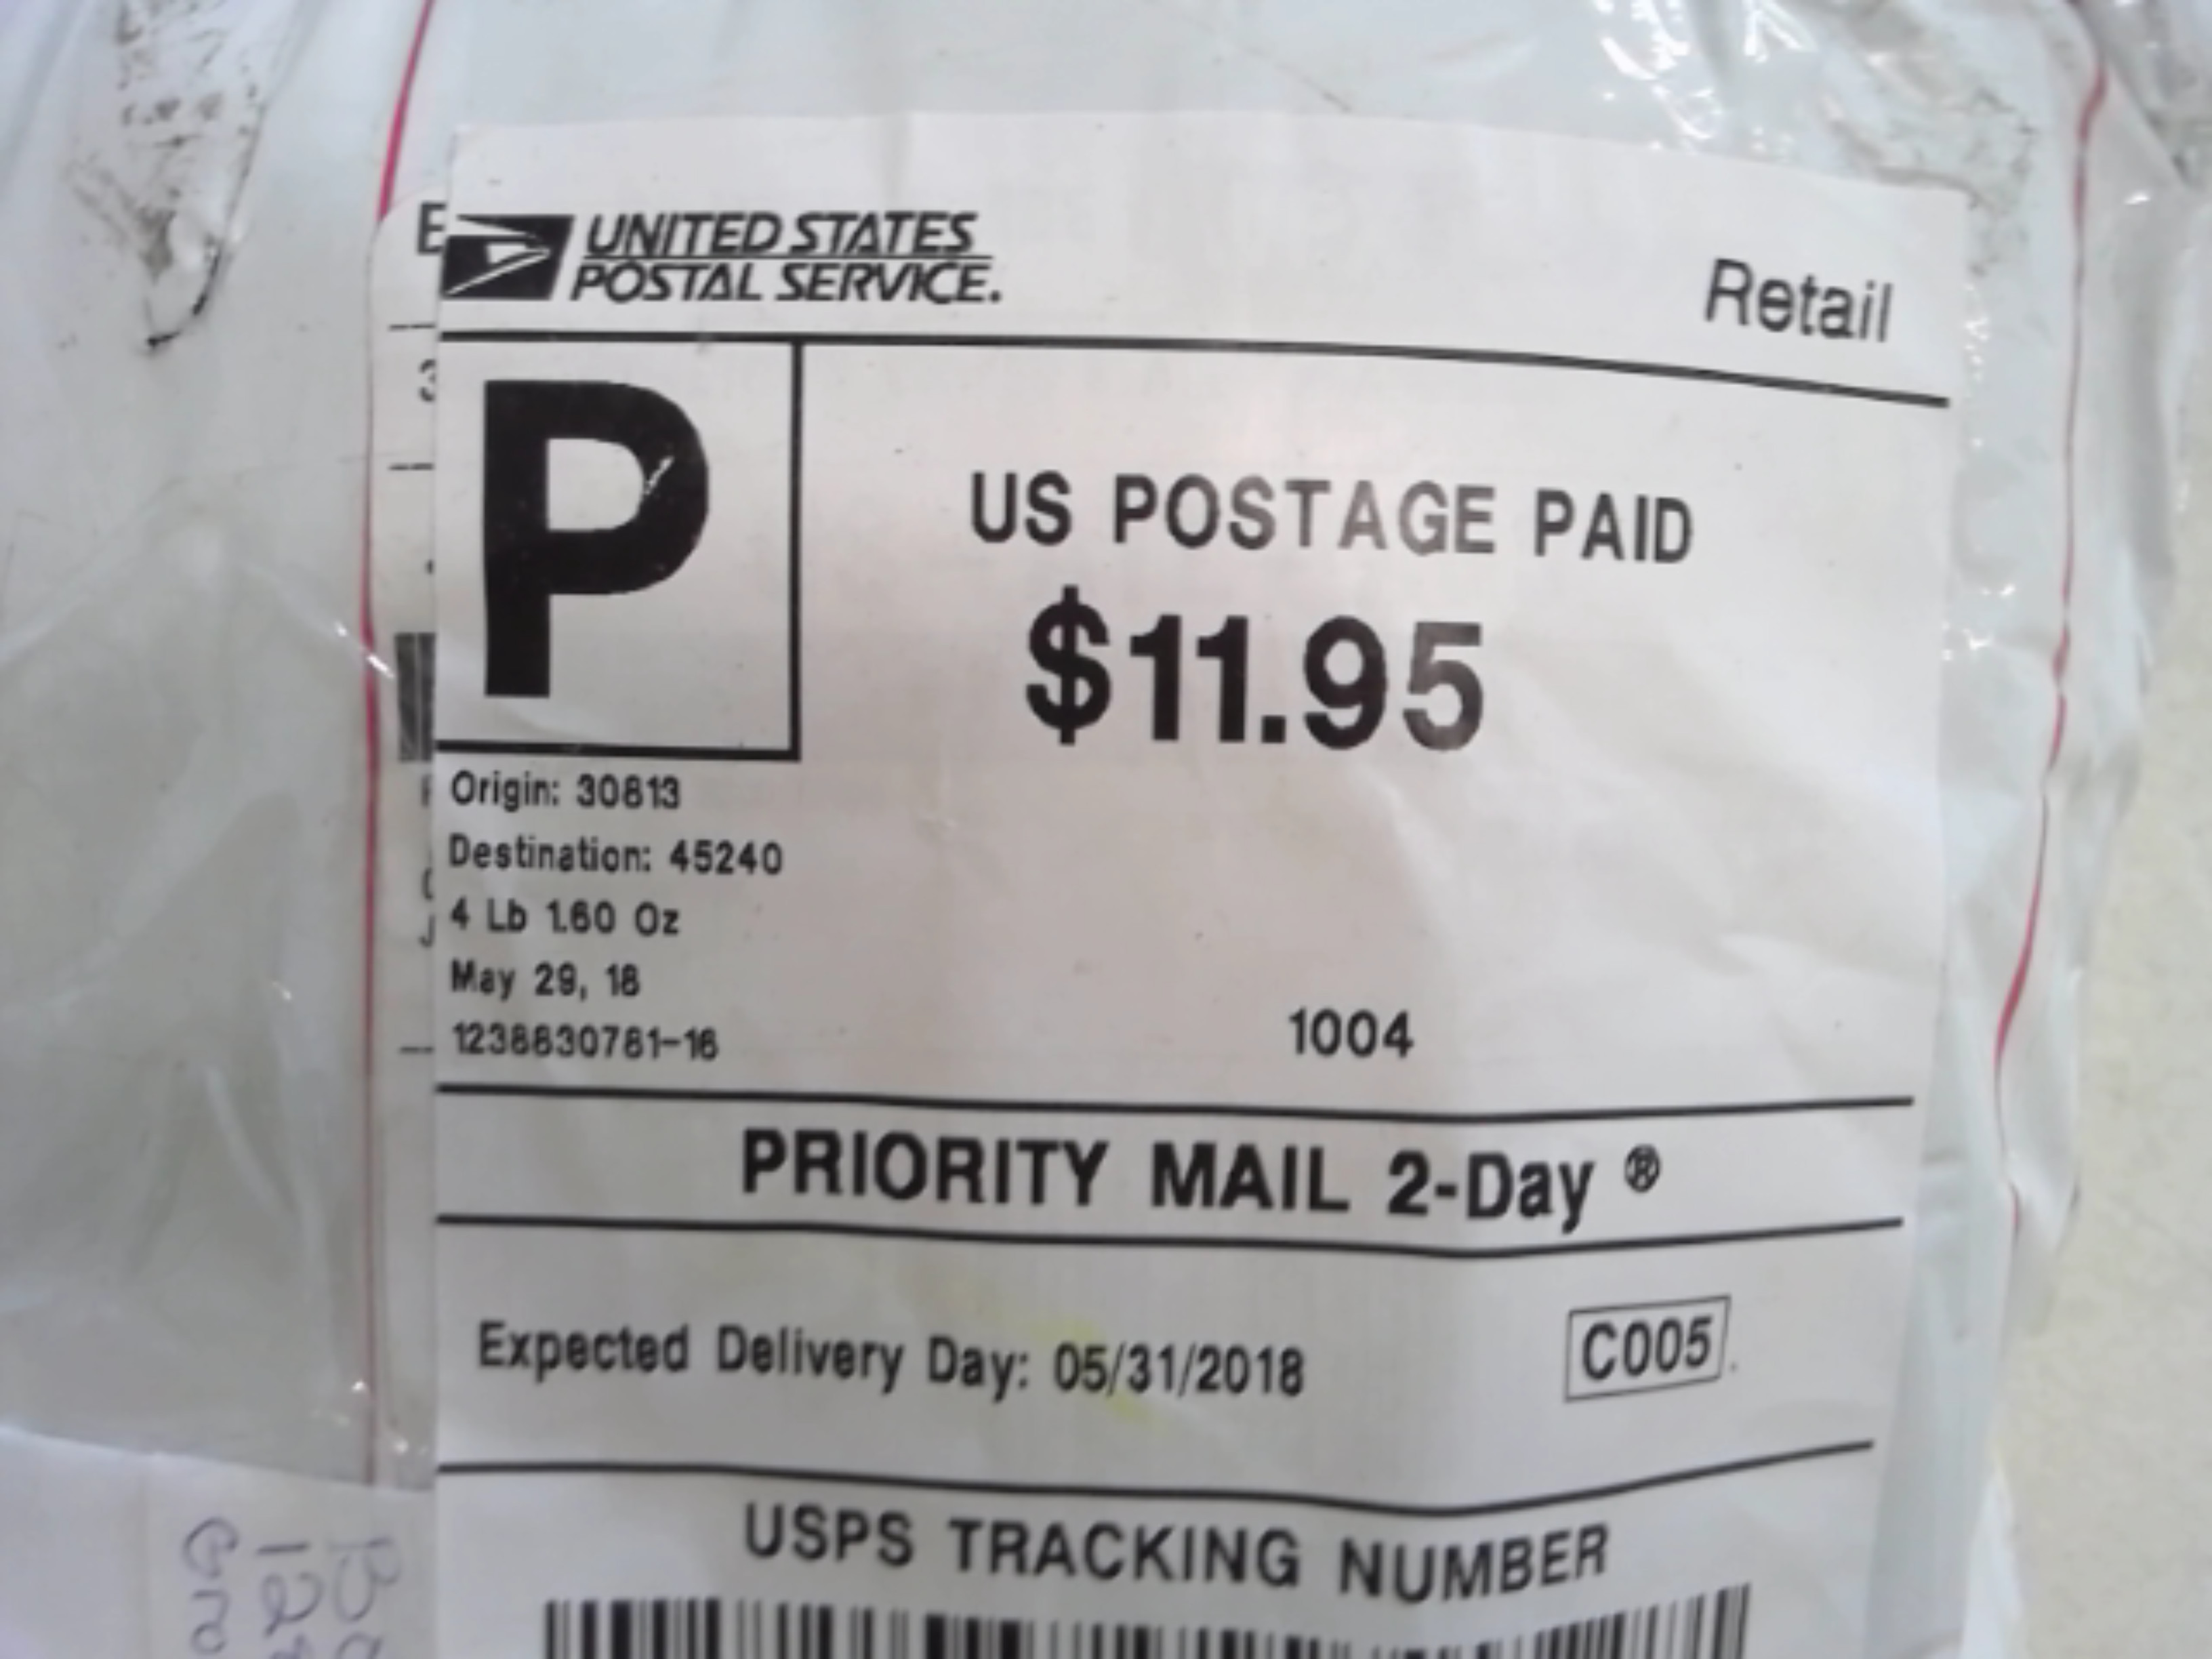 UNITED STATES
POSTAL SERVICE.
Retail
P
US POSTAGE PAID
$11.95
Origin: 30813
Destination: 45240
4 Lb 1.60 Oz
May 29, 18
1238830781-16
1004
PRIORITY MAIL 2-Day ®
Expected Delivery Day: 05/31/2018
C005
USPS TRACKING NUMBER